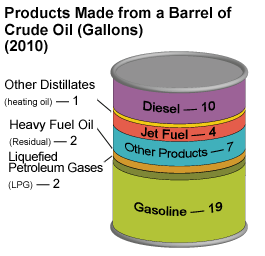 Products Made from a Barrel of
Crude Oil (Gallons)
(2010)
Other Distillates
(heating oil) — 1
Heavy Fuel Oil
(Residual) — 2
Liquefied
Petroleum Gases
(LPG) — 2
Diesel — 10
Jet Fuel — 4
Other Products — 7
Gasoline — 19